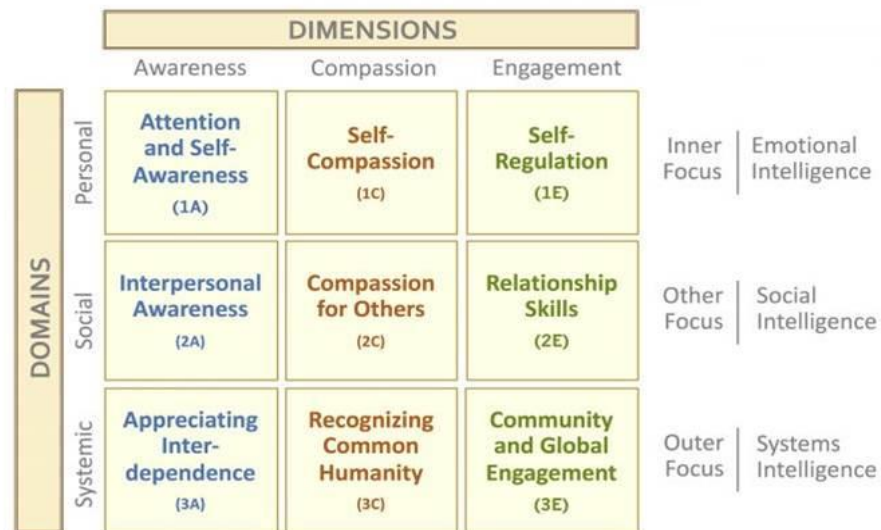 DIMENSIONS
Awareness
Compassion
Engagement
DOMAINS
Personal
Attention
and Self-
Awareness
(1A)
Self-
Compassion
(1C)
Self-
Regulation
(1E)
Inner
Focus
Emotional
Intelligence
Social
Interpersonal
Awareness
(2A)
Compassion
for Others
(2C)
Relationship
Skills
(2E)
Other
Focus
Social
Intelligence
Systemic
Appreciating
Inter-
dependence
(3A)
Recognizing
Common
Humanity
(3C)
Community
and Global
Engagement
(3E)
Outer
Focus
Systems
Intelligence